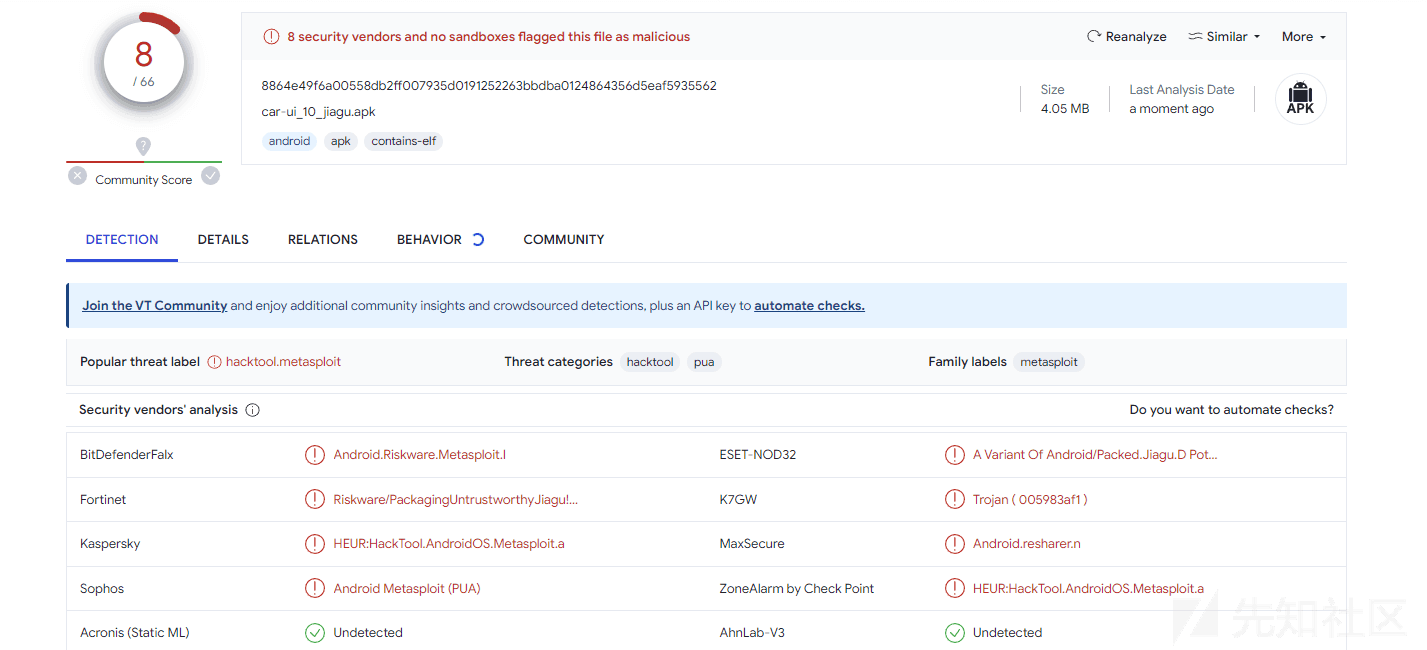 8
/ 66
Community Score
8 security vendors and no sandboxes flagged this file as malicious
Reanalyze
Similar
More
8864e49f6a00558db2ff007935d0191252263bbdba0124864356d5eaf5935562
car-ui_10_jiagu.apk
android apk contains-elf
Size
4.05 MB
Last Analysis Date
a moment ago
APK
DETECTION DETAILS RELATIONS BEHAVIOR COMMUNITY
Join the VT Community and enjoy additional community insights and crowdsourced detections, plus an API key to automate checks.
Popular threat label hacktool.metasploit Threat categories hacktool pua Family labels metasploit
Security vendors' analysis Do you want to automate checks?
BitDefenderFalx Android.Riskware.Metasploit.I ESET-NOD32 A Variant Of Android/Packed.Jiagu.D Pot...
Fortinet Riskware/PackagingUntrustworthyJiagu!... K7GW Trojan ( 005983af1 )
Kaspersky HEUR:HackTool.AndroidOS.Metasploit.a MaxSecure Android.resharer.n
Sophos Android Metasploit (PUA) ZoneAlarm by Check Point HEUR:HackTool.AndroidOS.Metasploit.a
Acronis (Static ML) Undetected AhnLab-V3 Undetected
先知社区